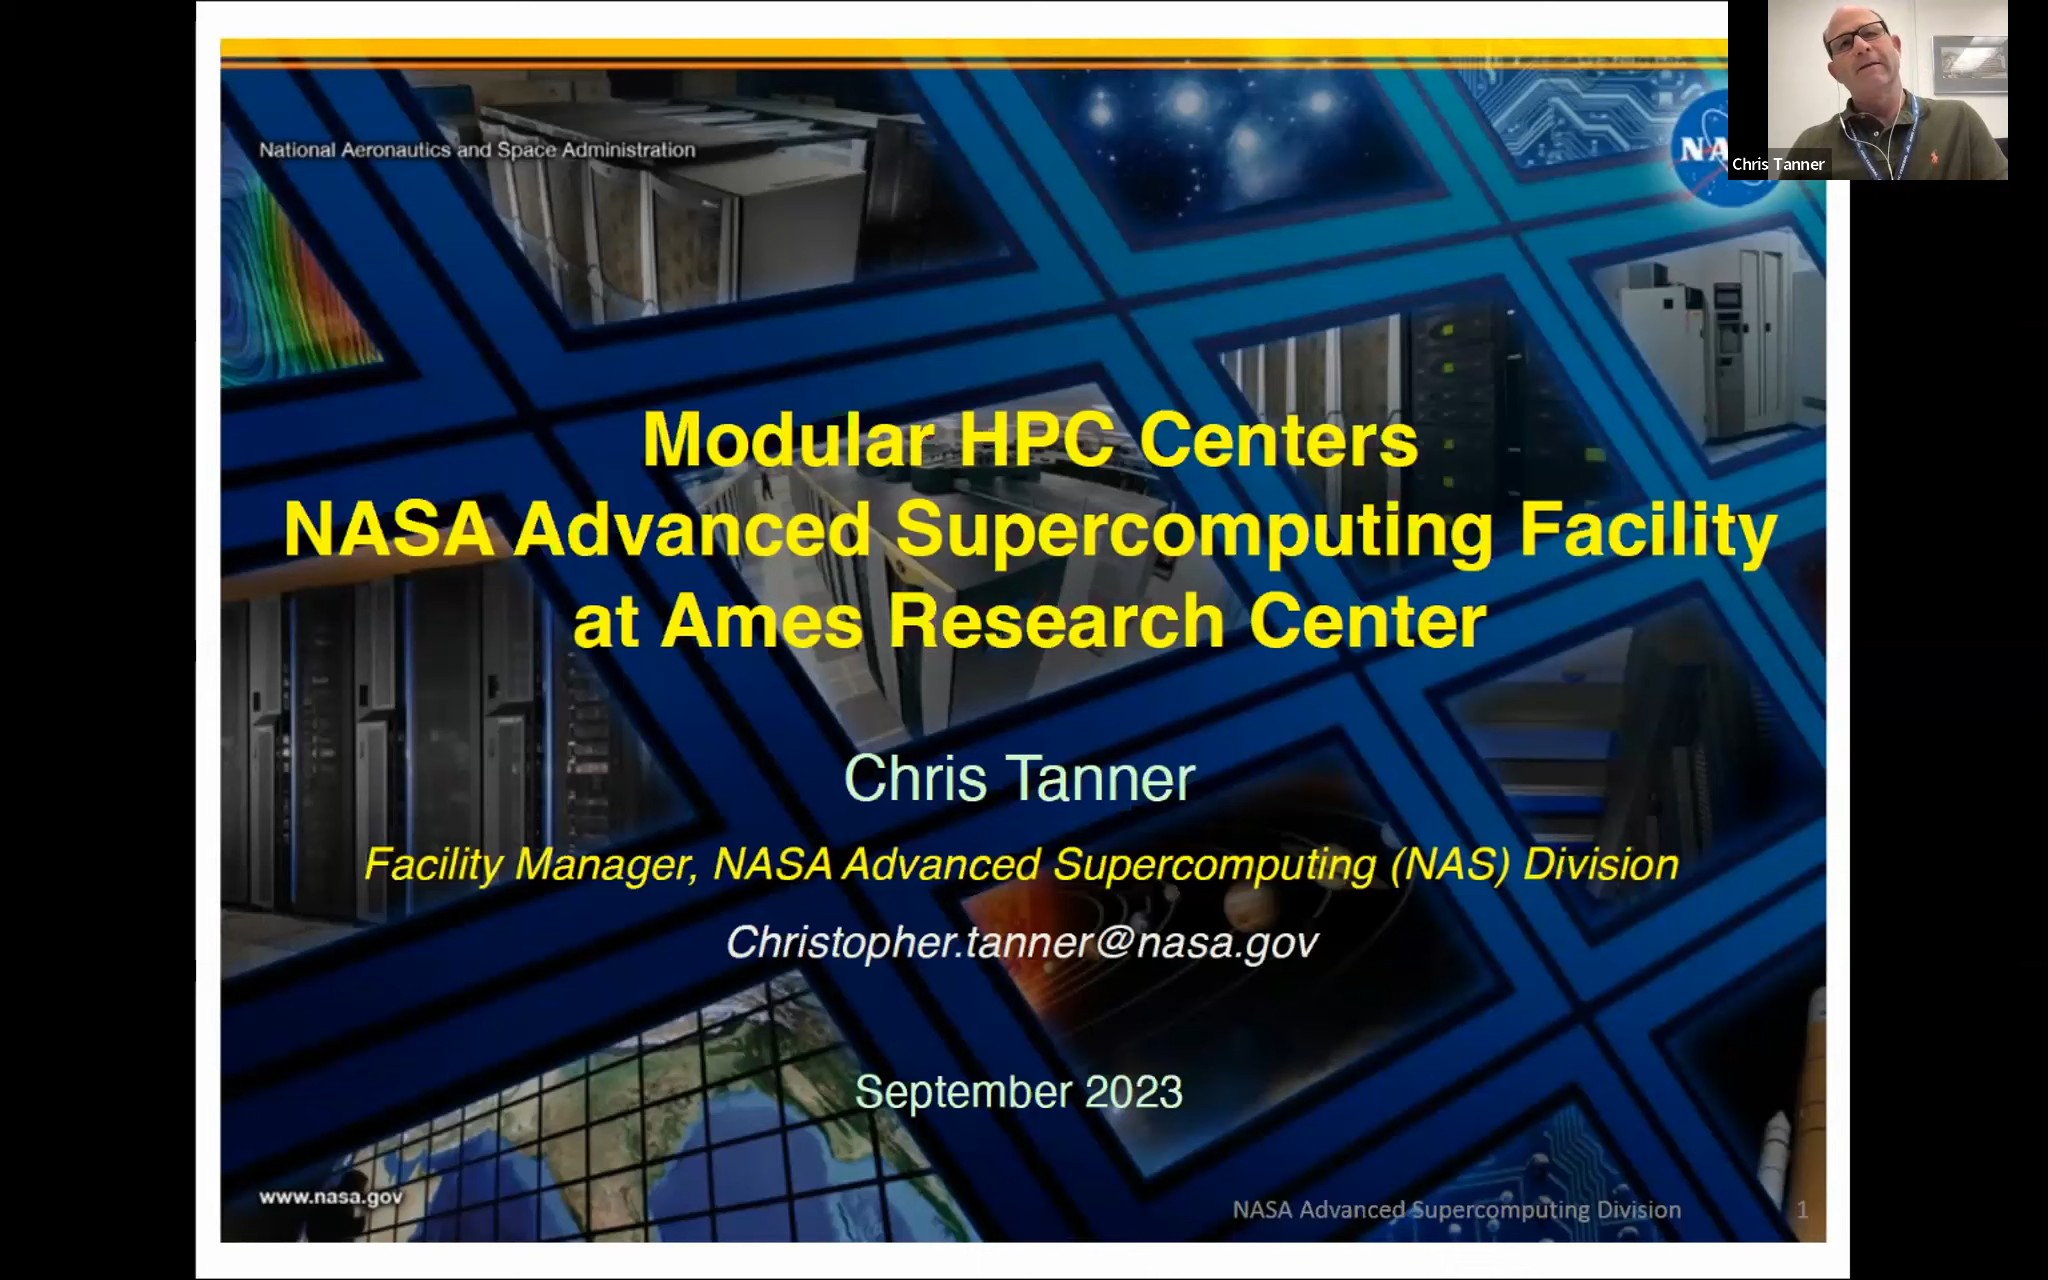 National Aeronautics and Space Administration
Chris Tanner
Modular HPC Centers
NASA Advanced Supercomputing Facility
at Ames Research Center
Chris Tanner
Facility Manager, NASA Advanced Supercomputing (NAS) Division
Christopher.tanner@nasa.gov
September 2023
www.nasa.gov
NASA Advanced Supercomputing Division
1